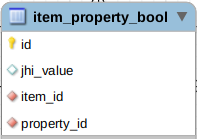 item_property_bool
id
jhi_value
item_id
property_id